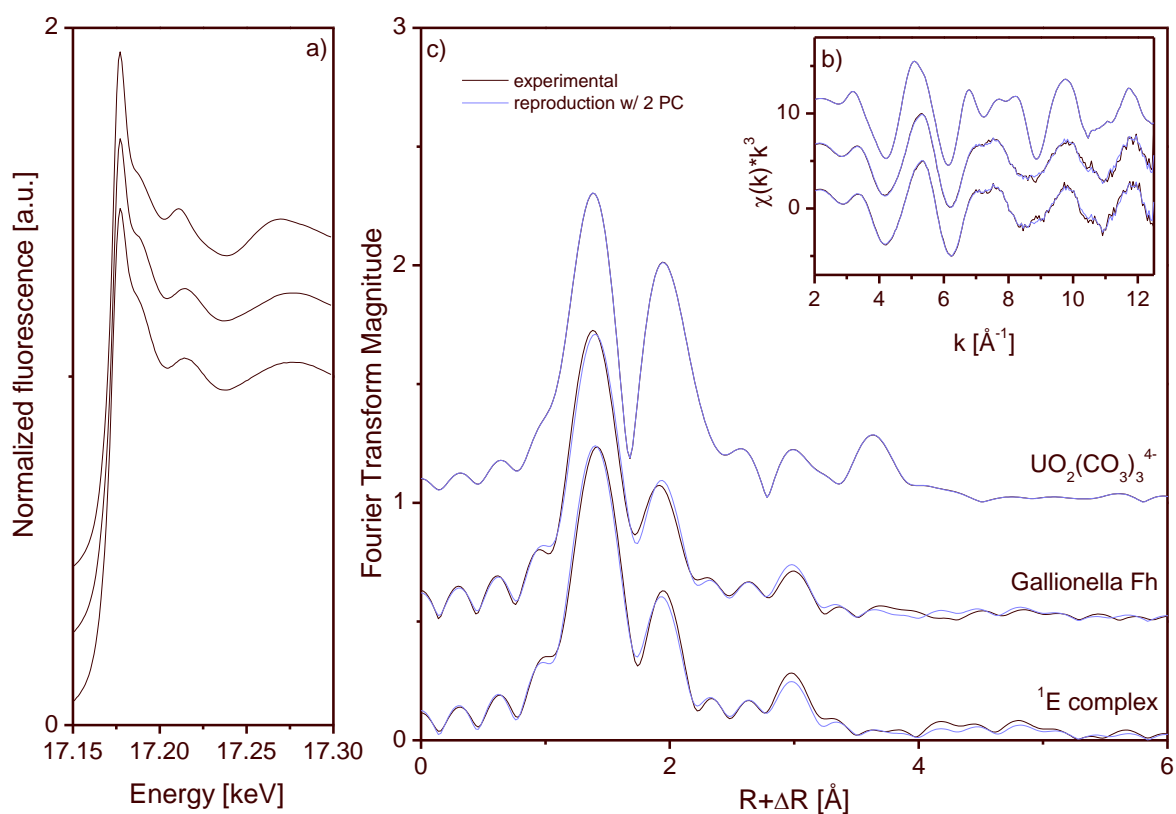 a)
2
0
Normalized fluorescence [a.u.]
17.15 17.20 17.25 17.30
Energy [keV]
c)
3
2
1
0
Fourier Transform Magnitude
experimental
reproduction w/ 2 PC
UO₂(CO₃)₃⁴⁻
Gallionella Fh
¹E complex
0 2 4 6
R+ΔR [Å]
b)
10
0
χ(k)*k³
2 4 6 8 10 12
k [Å⁻¹]